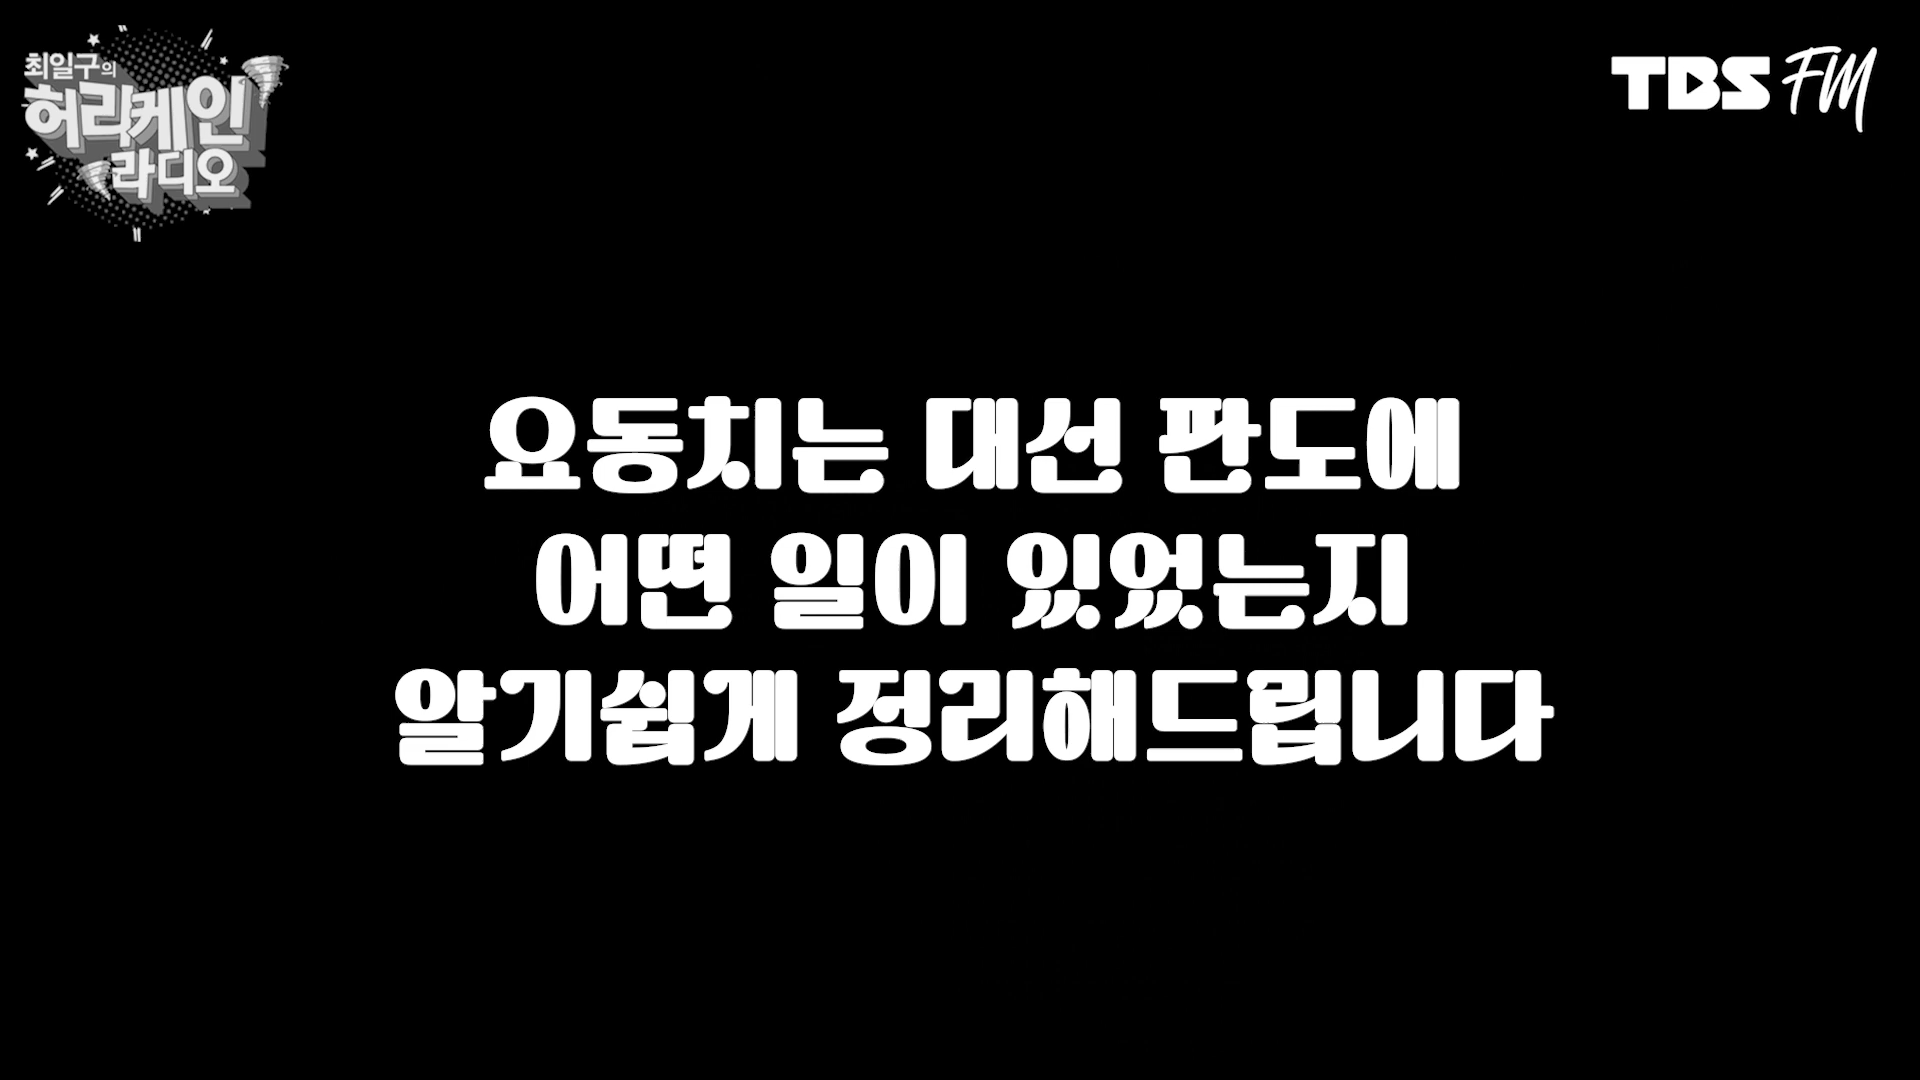 최일구의
허리케인
라디오
TBS FM
요동치는 대선 판도에
어떤 일이 있었는지
알기쉽게 정리해드립니다